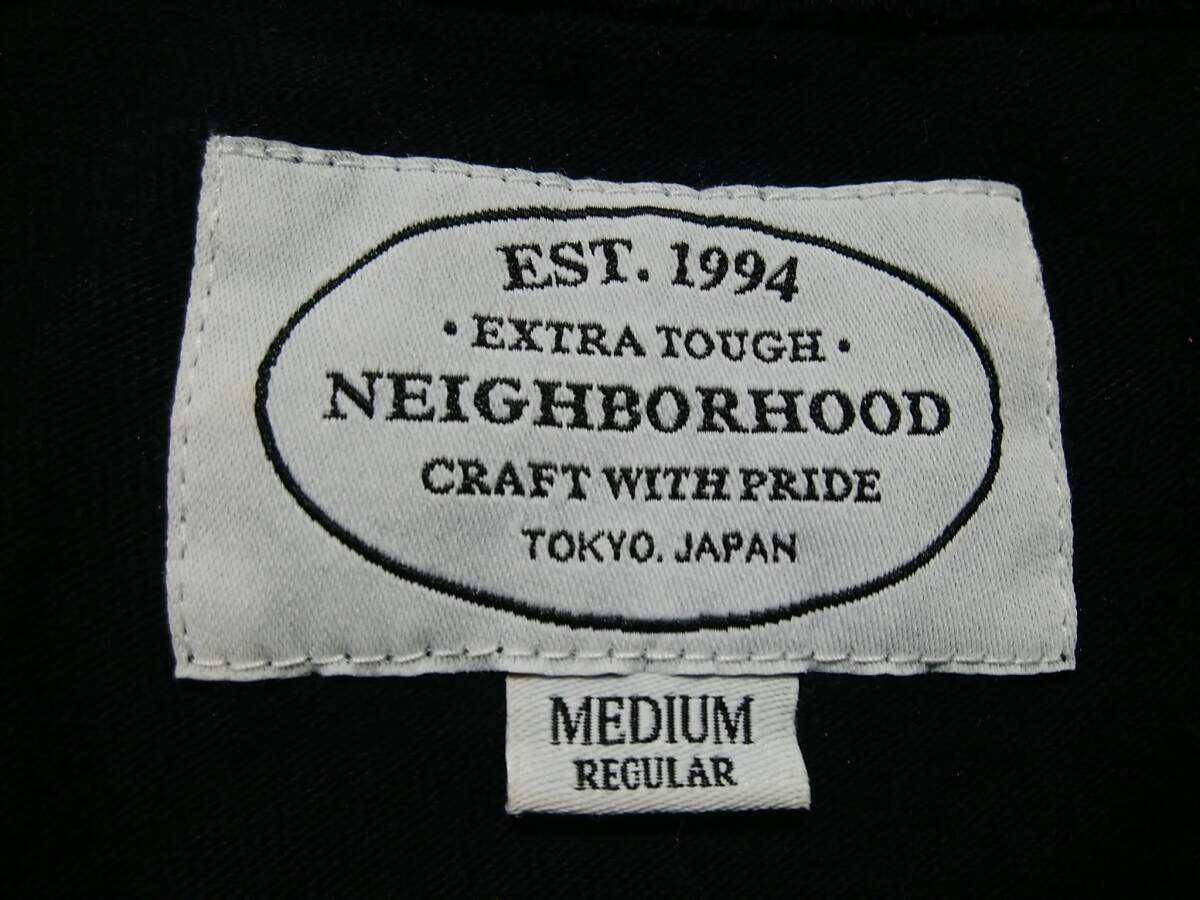 EST. 1994
• EXTRA TOUGH •
NEIGHBORHOOD
CRAFT WITH PRIDE
TOKYO. JAPAN
MEDIUM
REGULAR